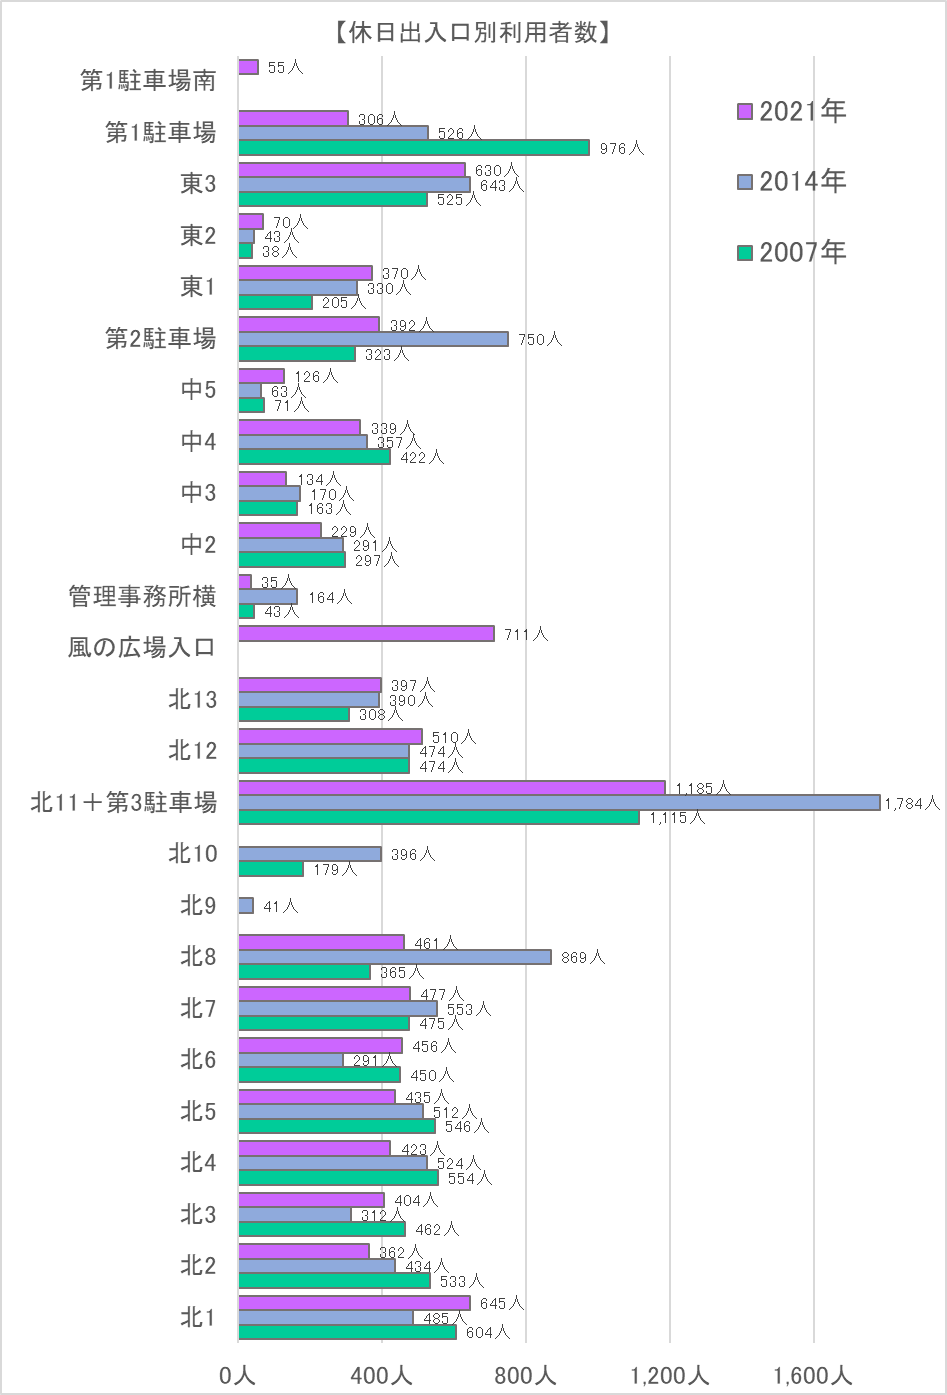 【休日出入口別利用者数】
2021年
2014年
2007年
第1駐車場南
55人
第1駐車場
306人
526人
976人
東3
630人
643人
525人
東2
70人
43人
38人
東1
370人
330人
205人
第2駐車場
392人
750人
323人
中5
126人
63人
71人
中4
339人
357人
422人
中3
134人
170人
163人
中2
229人
291人
297人
管理事務所横
35人
164人
43人
風の広場入口
711人
北13
397人
390人
308人
北12
510人
474人
474人
北11＋第3駐車場
1,185人
1,784人
1,115人
北10
396人
179人
北9
41人
北8
461人
869人
365人
北7
477人
553人
475人
北6
456人
291人
450人
北5
435人
512人
546人
北4
423人
524人
554人
北3
404人
312人
462人
北2
362人
434人
533人
北1
645人
485人
604人
0人 400人 800人 1,200人 1,600人